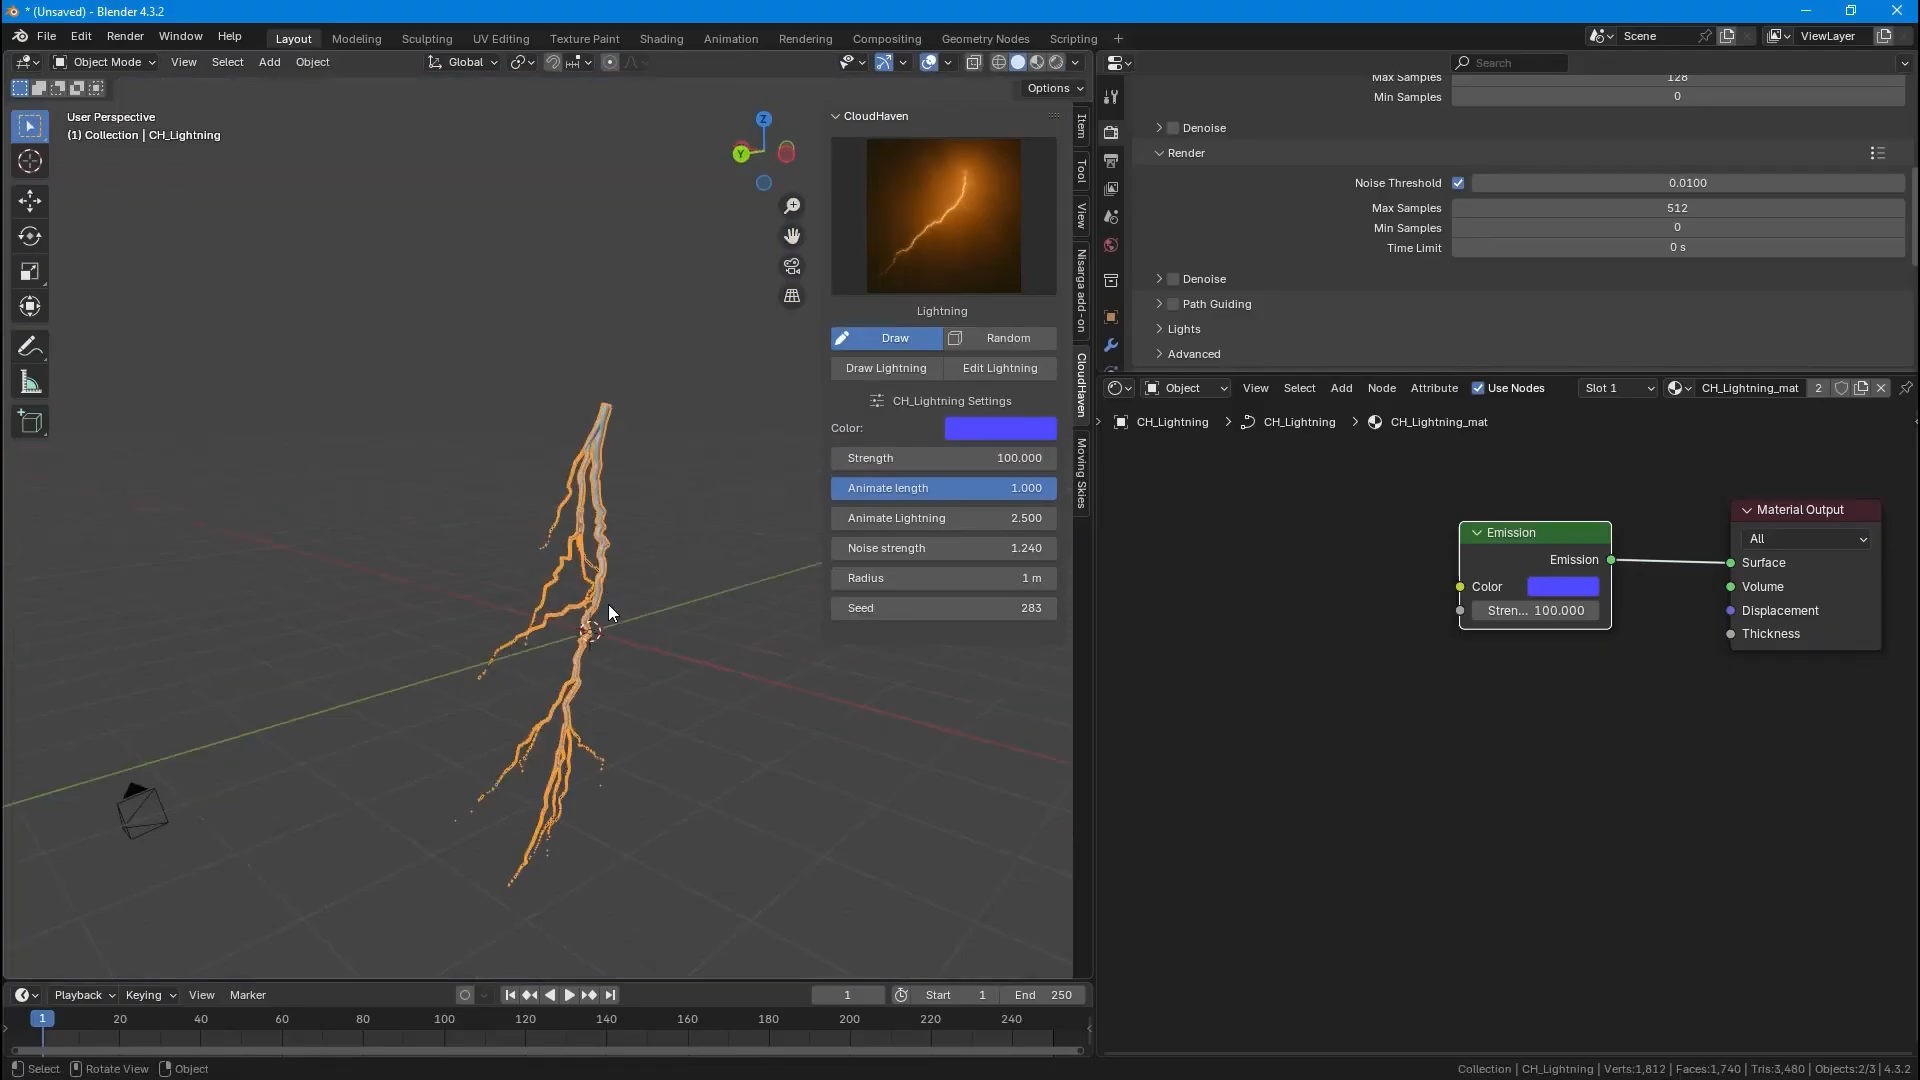 * (Unsaved) - Blender 4.3.2
File Edit Render Window Help
Layout Modeling Sculpting UV Editing Texture Paint Shading Animation Rendering Compositing Geometry Nodes Scripting
Scene ViewLayer
Object Mode View Select Add Object Global
Options
User Perspective
(1) Collection | CH_Lightning
Z
Y
CloudHaven
Lightning
Draw Random
Draw Lightning Edit Lightning
CH_Lightning Settings
Color:
Strength 100.000
Animate length 1.000
Animate Lightning 2.500
Noise strength 1.240
Radius 1 m
Seed 283
Item
Tool
View
Nisarga add-on
CloudHaven
Moving Skies
Search
Max Samples 128
Min Samples 0
Denoise
Render
Noise Threshold 0.0100
Max Samples 512
Min Samples 0
Time Limit 0 s
Denoise
Path Guiding
Lights
Advanced
Object View Select Add Node Attribute Use Nodes Slot 1 CH_Lightning_mat 2
CH_Lightning CH_Lightning CH_Lightning_mat
Emission
Emission
Color
Stren... 100.000
Material Output
All
Surface
Volume
Displacement
Thickness
Playback Keying View Marker 1 Start 1 End 250
1 20 40 60 80 100 120 140 160 180 200 220 240
Select Rotate View Object
Collection | CH_Lightning | Verts:1,812 | Faces:1,740 | Tris:3,480 | Objects:2/3 | 4.3.2